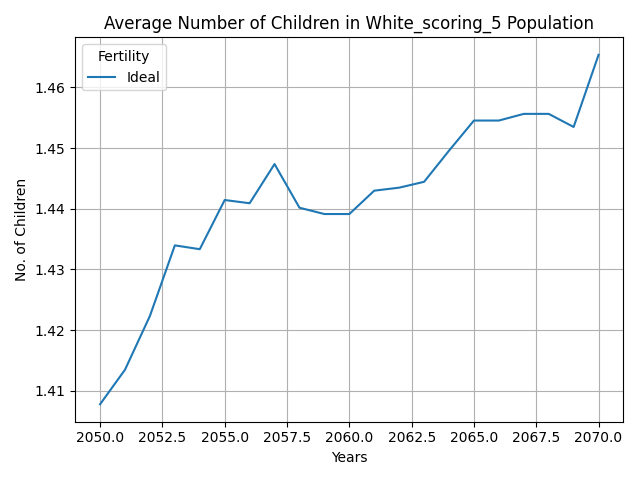 Average Number of Children in White_scoring_5 Population
Fertility
Ideal
No. of Children
1.46
1.45
1.44
1.43
1.42
1.41
2050.0 2052.5 2055.0 2057.5 2060.0 2062.5 2065.0 2067.5 2070.0
Years